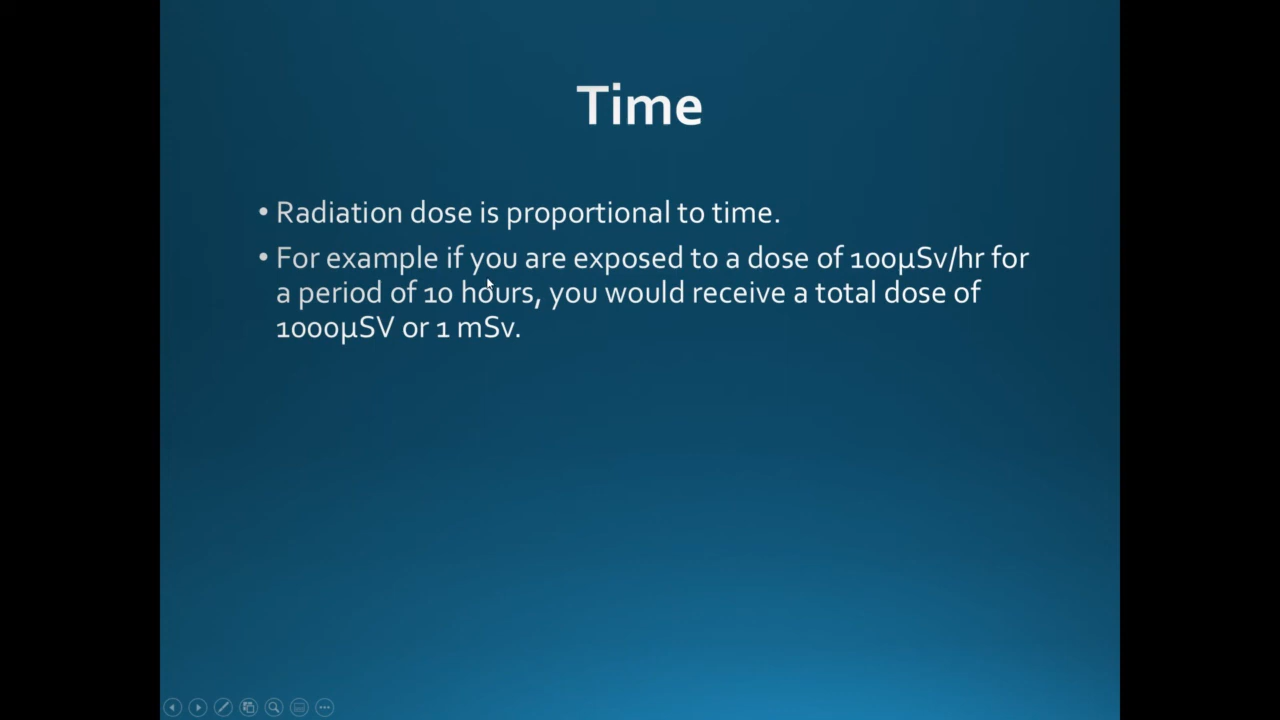 Time
• Radiation dose is proportional to time.
• For example if you are exposed to a dose of 100µSv/hr for
a period of 10 hours, you would receive a total dose of
1000µSV or 1 mSv.